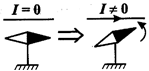 I = 0
I ≠ 0